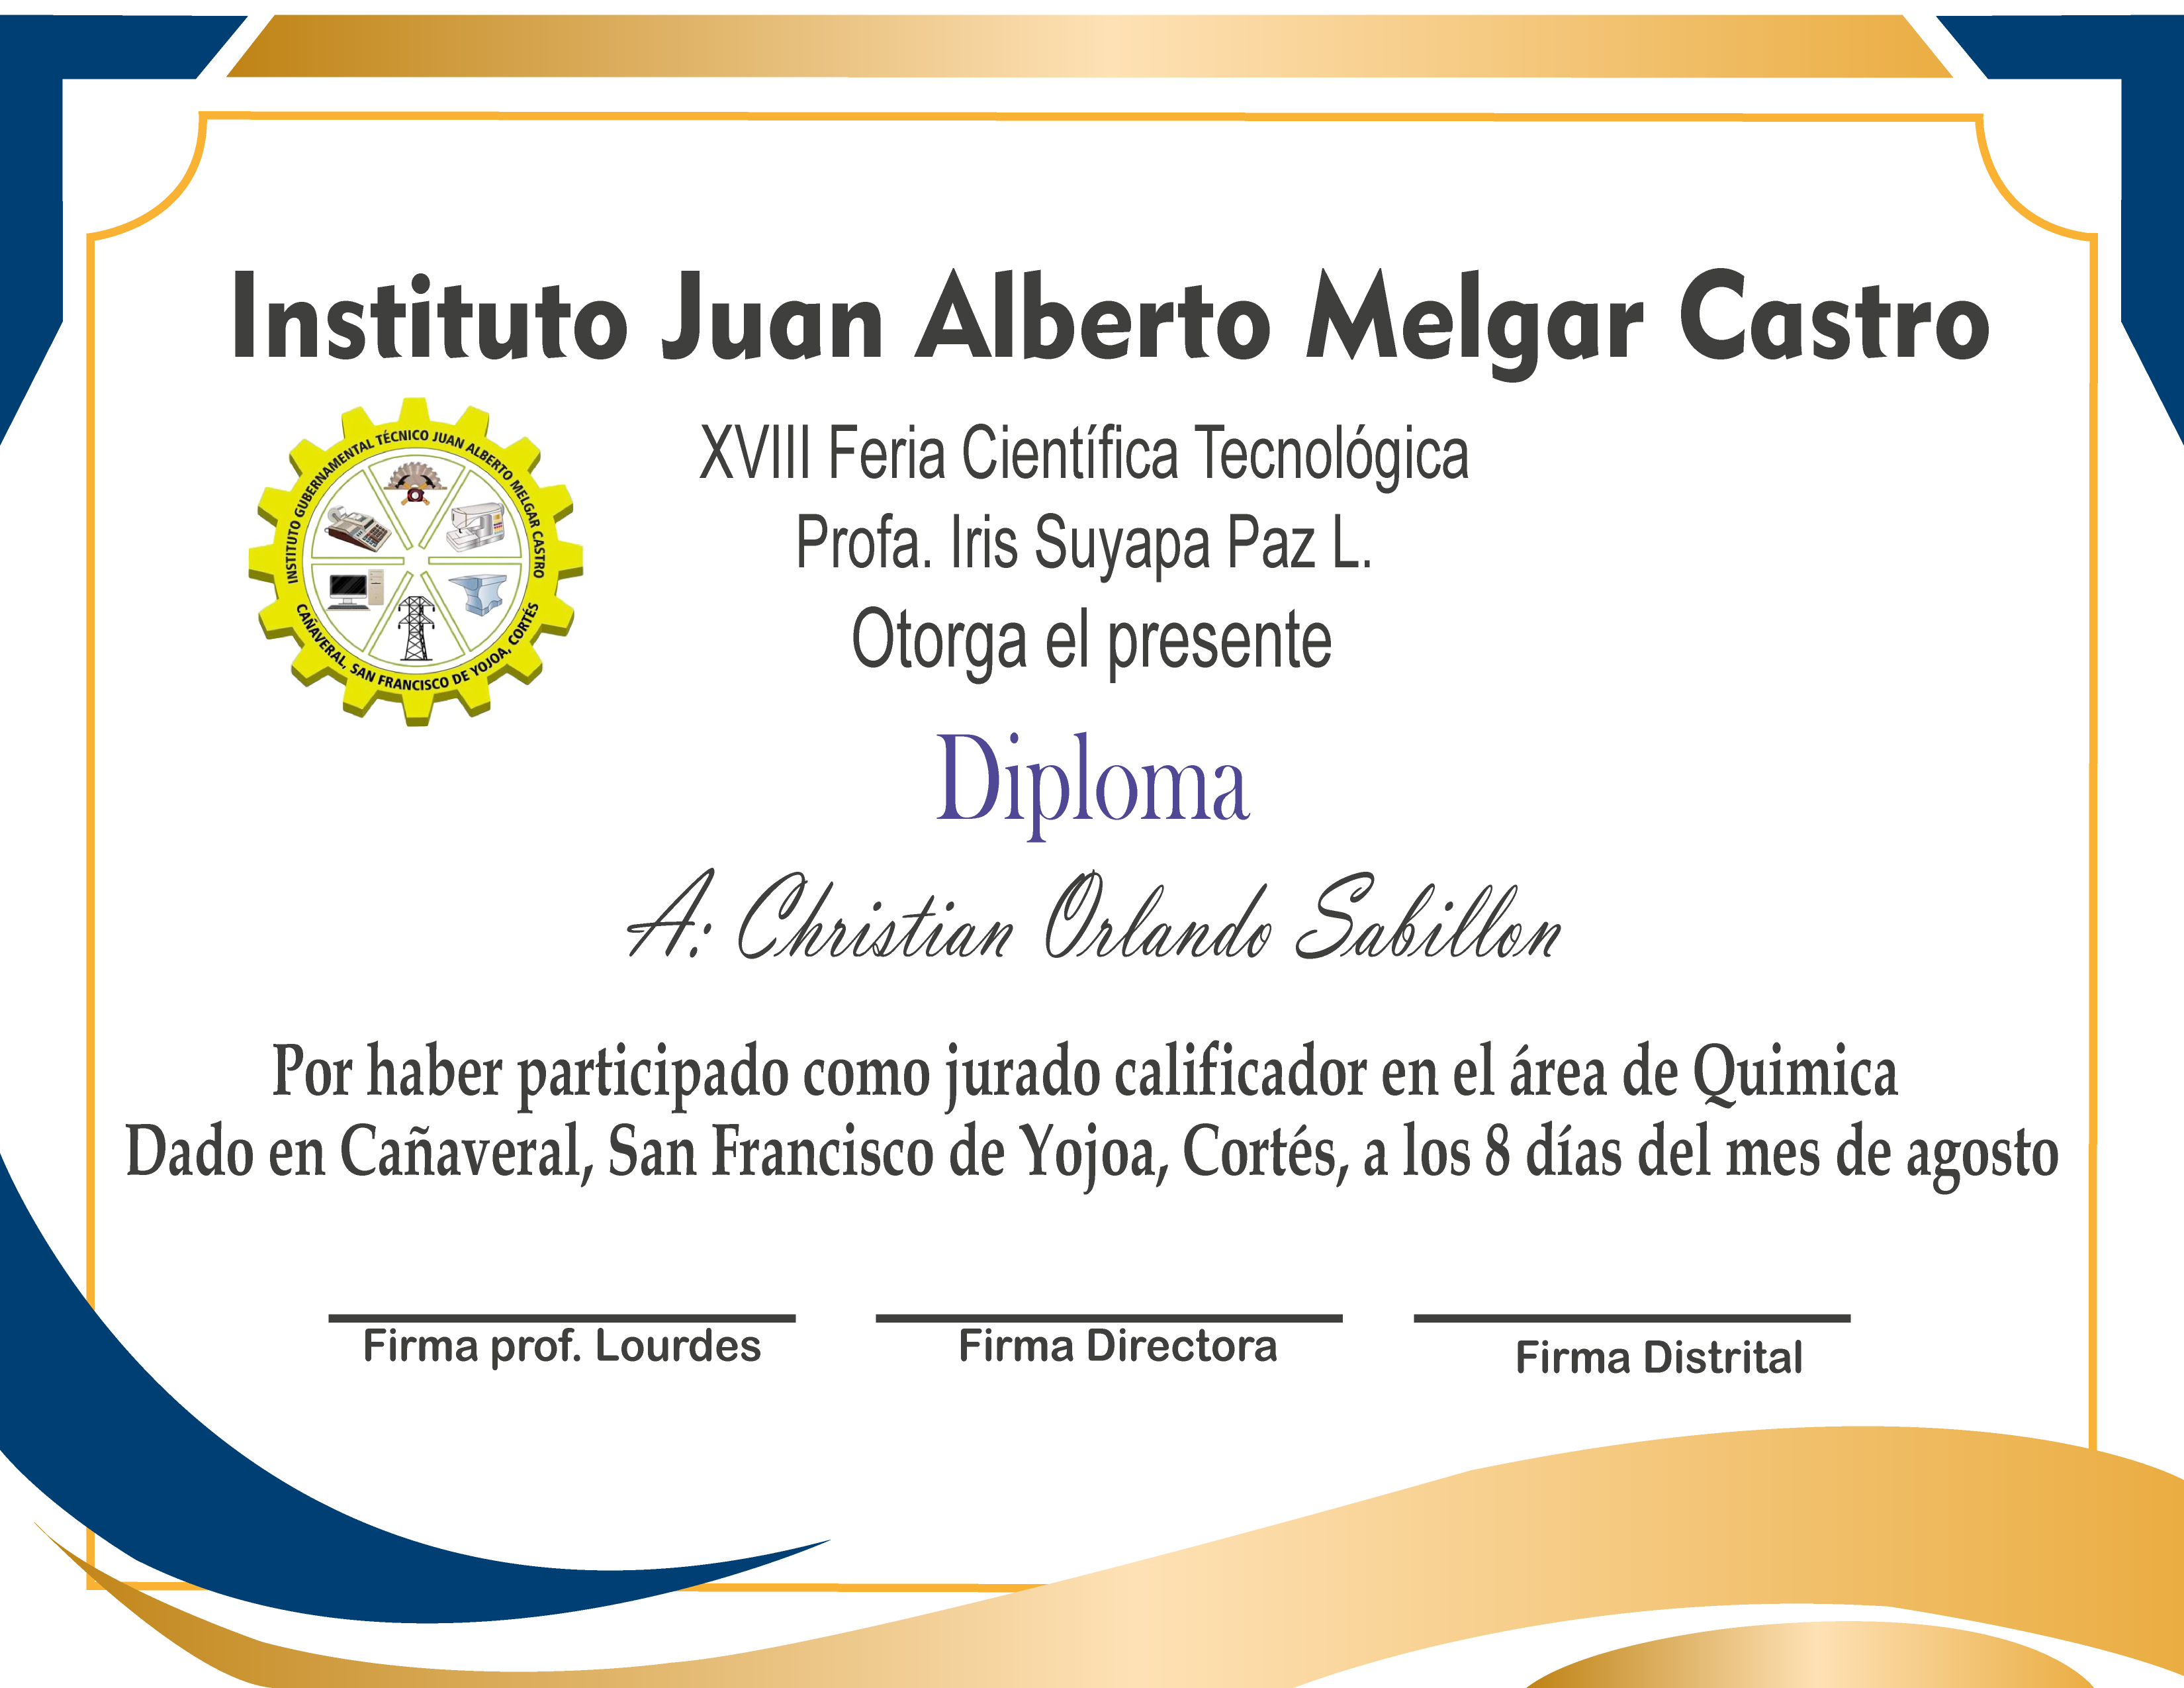 Instituto Juan Alberto Melgar Castro
INSTITUTO GUBERNAMENTAL TÉCNICO JUAN ALBERTO MELGAR CASTRO
CAÑAVERAL, SAN FRANCISCO DE YOJOA, CORTÉS
XVIII Feria Científica Tecnológica
Profa. Iris Suyapa Paz L.
Otorga el presente
Diploma
A: Christian Orlando Sabillon
Por haber participado como jurado calificador en el área de Quimica
Dado en Cañaveral, San Francisco de Yojoa, Cortés, a los 8 días del mes de agosto
Firma prof. Lourdes
Firma Directora
Firma Distrital